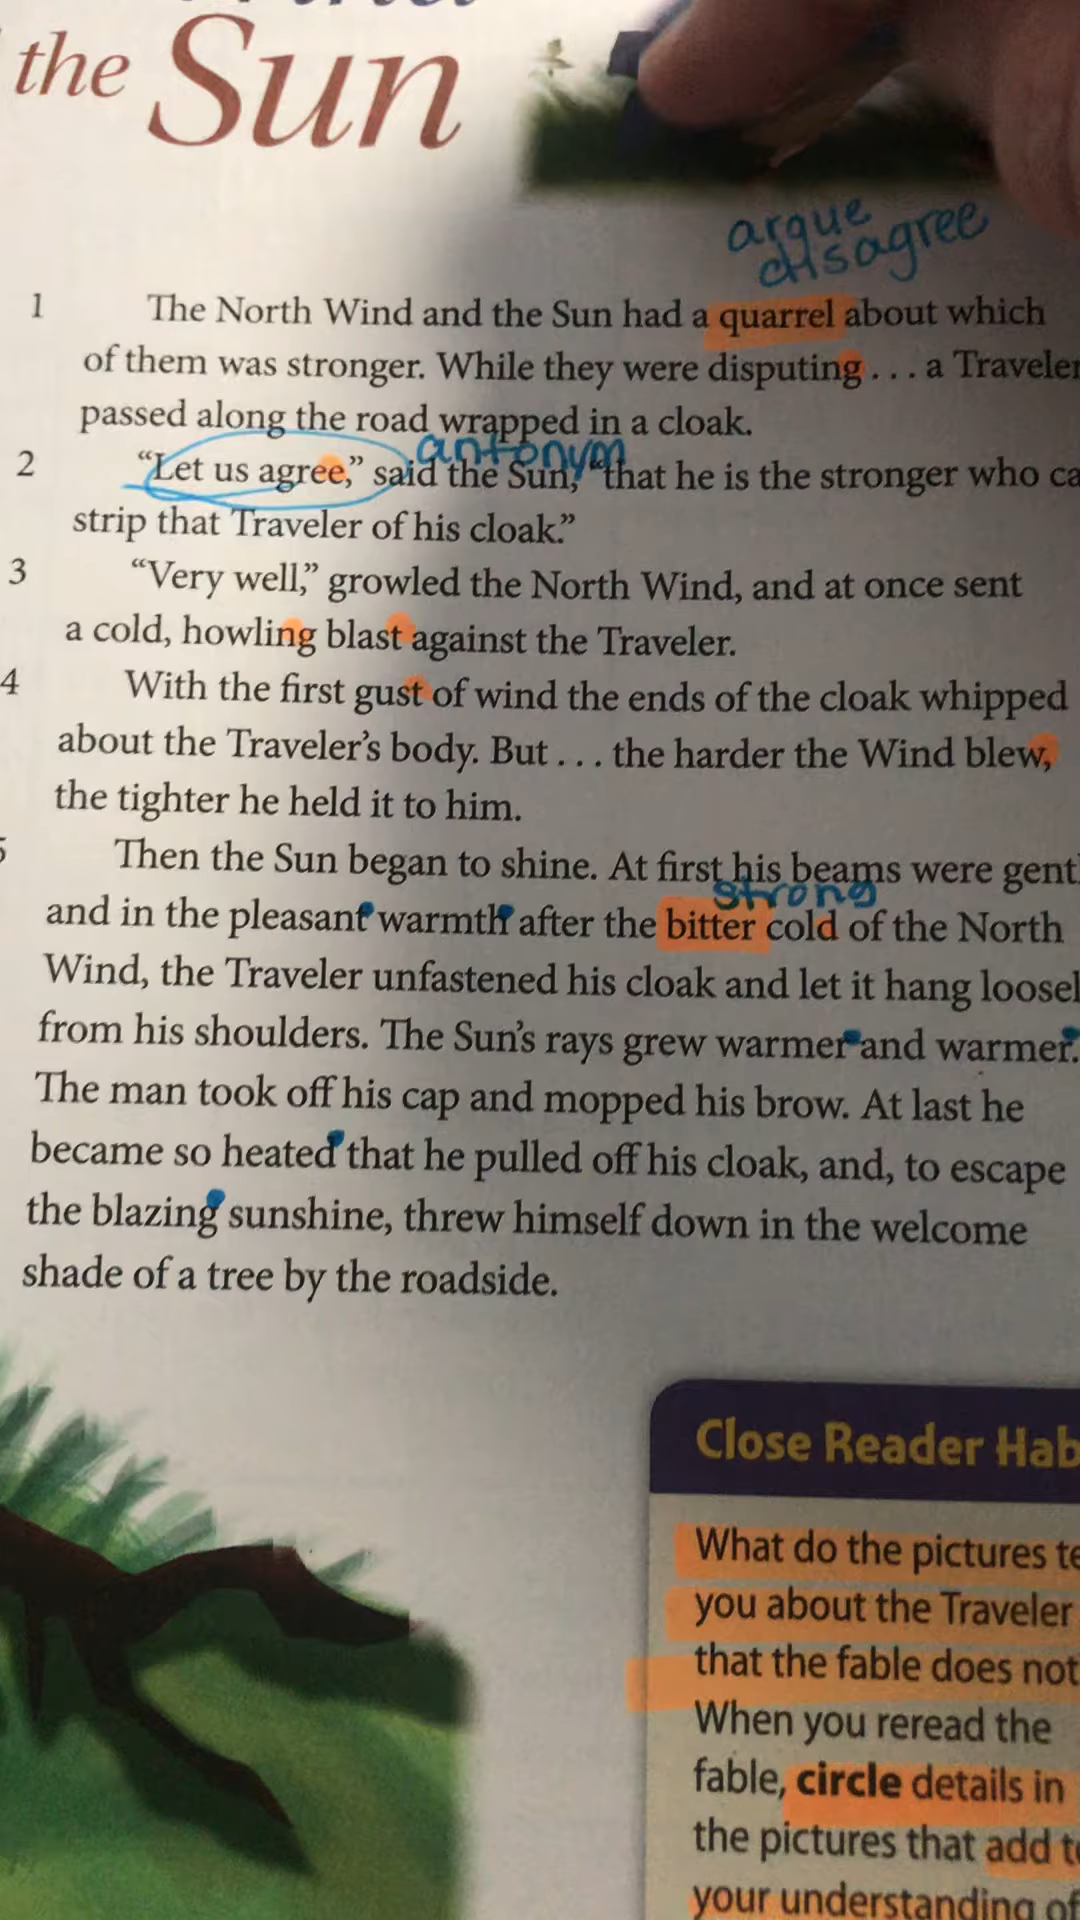 the Sun
argue
disagree
1 The North Wind and the Sun had a quarrel about which
of them was stronger. While they were disputing . . . a Traveler
passed along the road wrapped in a cloak.
antonym
2 “Let us agree,” said the Sun, “that he is the stronger who ca
strip that Traveler of his cloak.”
3 “Very well,” growled the North Wind, and at once sent
a cold, howling blast against the Traveler.
4 With the first gust of wind the ends of the cloak whipped
about the Traveler’s body. But . . . the harder the Wind blew,
the tighter he held it to him.
5 Then the Sun began to shine. At first his beams were gentl
strong
and in the pleasant warmth after the bitter cold of the North
Wind, the Traveler unfastened his cloak and let it hang loosel
from his shoulders. The Sun’s rays grew warmer and warmer.
The man took off his cap and mopped his brow. At last he
became so heated that he pulled off his cloak, and, to escape
the blazing sunshine, threw himself down in the welcome
shade of a tree by the roadside.
Close Reader Hab
What do the pictures te
you about the Traveler
that the fable does not
When you reread the
fable, circle details in
the pictures that add to
your understanding of